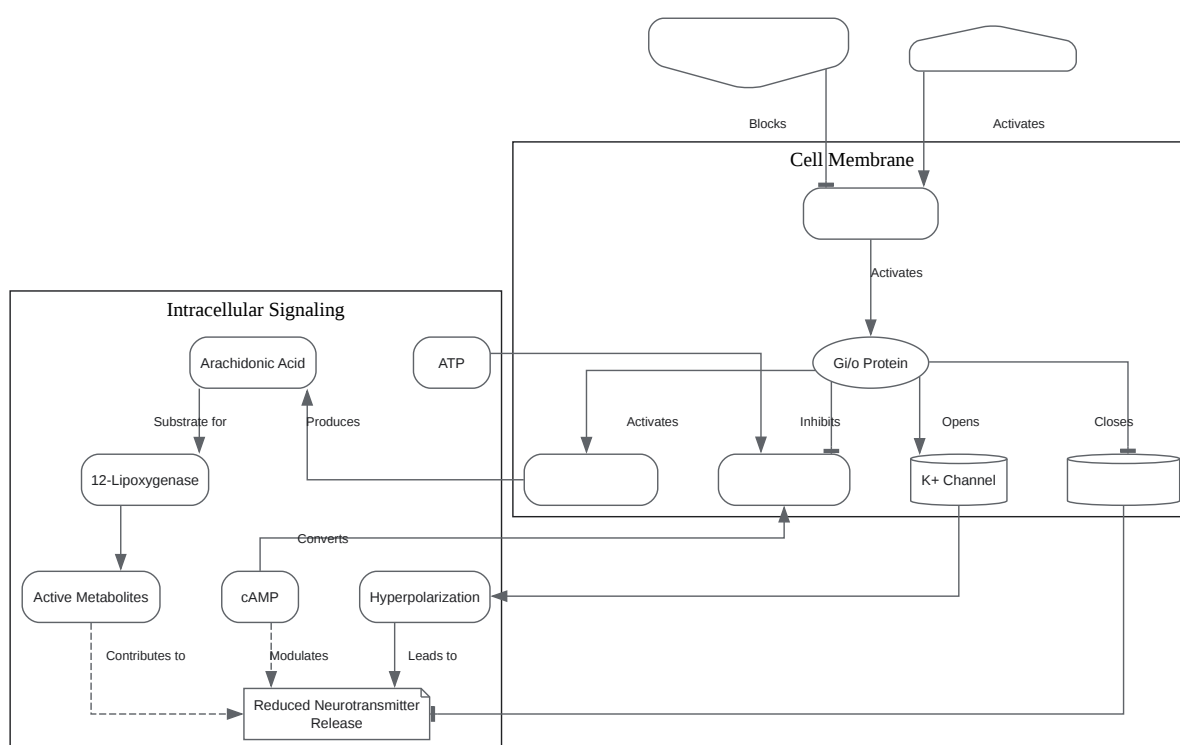 Blocks
Activates
Cell Membrane
Activates
Intracellular Signaling
Arachidonic Acid
ATP
Gi/o Protein
Substrate for
Produces
Activates
Inhibits
Opens
Closes
12-Lipoxygenase
K+ Channel
Converts
Active Metabolites
cAMP
Hyperpolarization
Contributes to
Modulates
Leads to
Reduced Neurotransmitter
Release